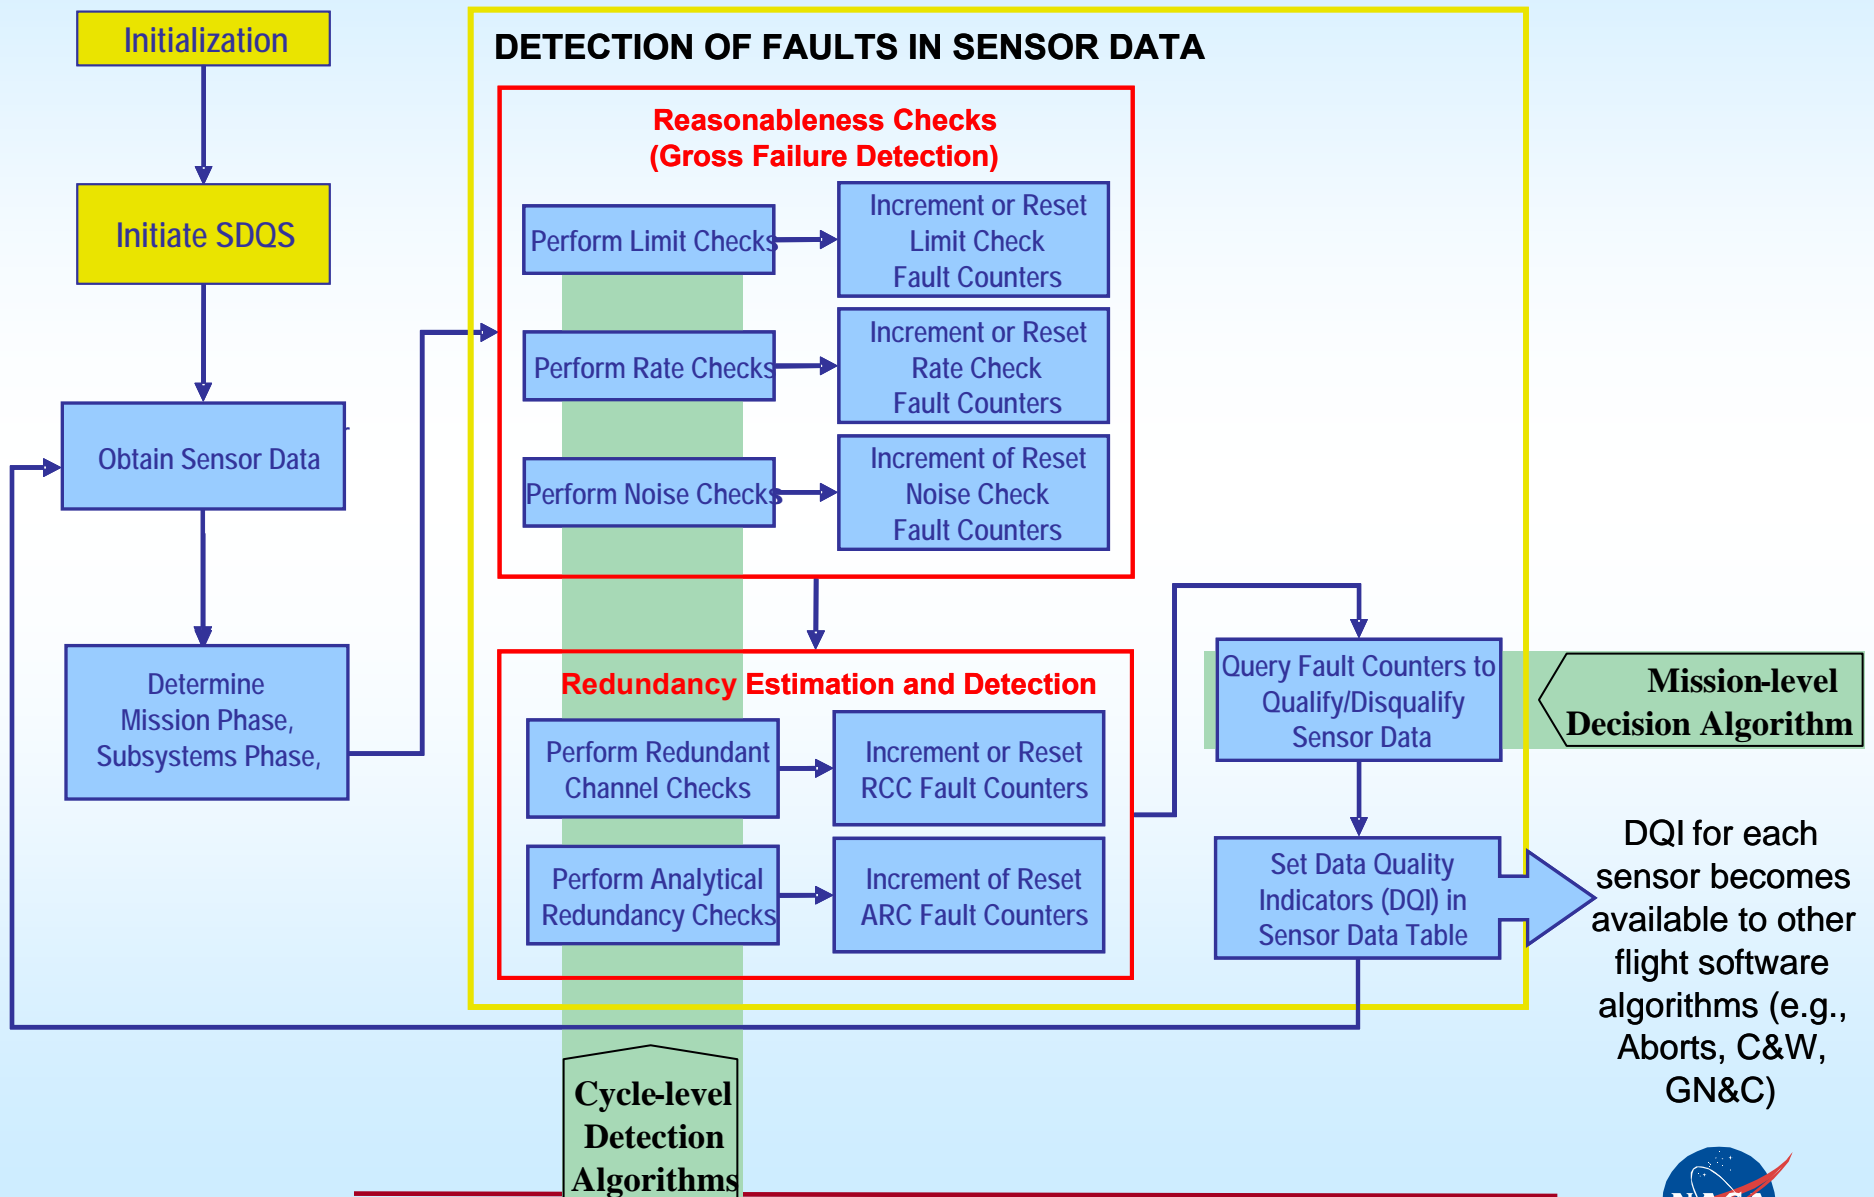 Initialization
Initiate SDQS
Obtain Sensor Data
Determine
Mission Phase,
Subsystems Phase,
DETECTION OF FAULTS IN SENSOR DATA
Reasonableness Checks
(Gross Failure Detection)
Perform Limit Checks
Increment or Reset
Limit Check
Fault Counters
Perform Rate Checks
Increment or Reset
Rate Check
Fault Counters
Perform Noise Checks
Increment of Reset
Noise Check
Fault Counters
Redundancy Estimation and Detection
Perform Redundant
Channel Checks
Increment or Reset
RCC Fault Counters
Perform Analytical
Redundancy Checks
Increment of Reset
ARC Fault Counters
Query Fault Counters to
Qualify/Disqualify
Sensor Data
Mission-level
Decision Algorithm
Set Data Quality
Indicators (DQI) in
Sensor Data Table
DQI for each
sensor becomes
available to other
flight software
algorithms (e.g.,
Aborts, C&W,
GN&C)
Cycle-level
Detection
Algorithms